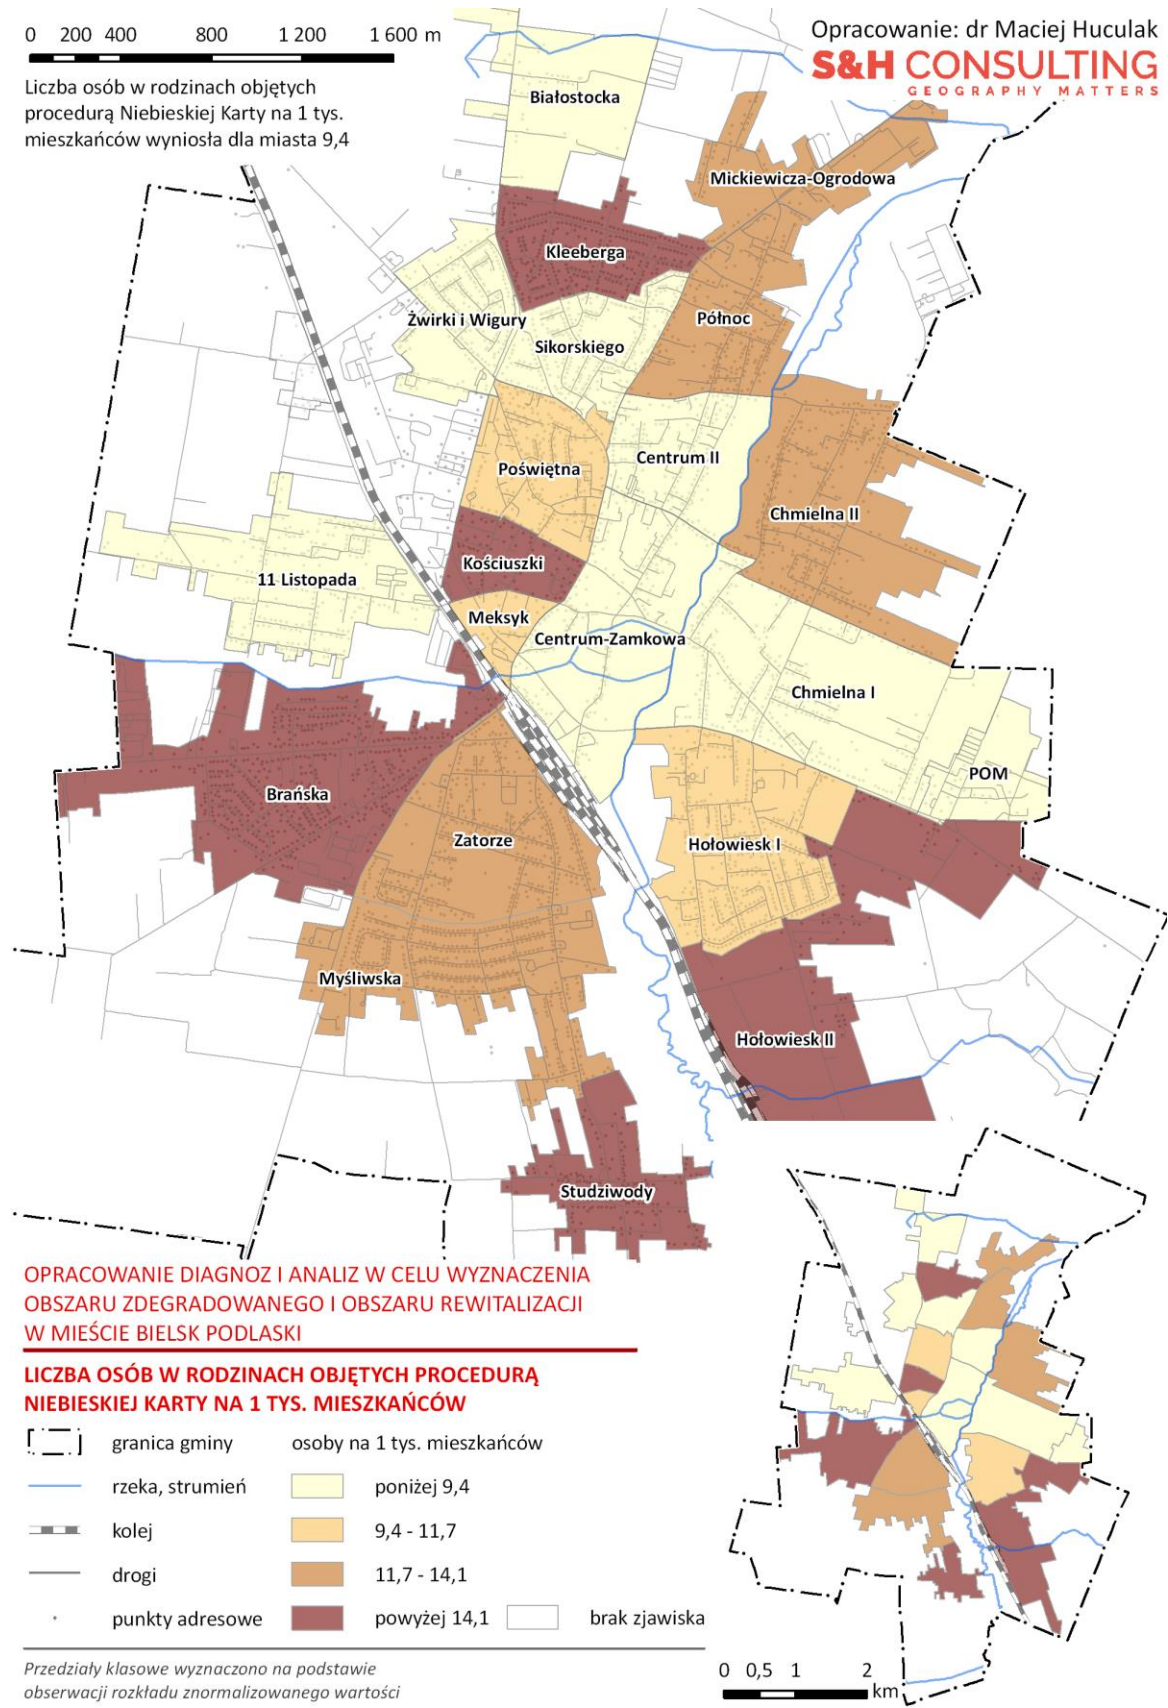 0 200 400 800 1 200 1 600 m
Opracowanie: dr Maciej Huculak
S&H CONSULTING
GEOGRAPHY MATTERS
Liczba osób w rodzinach objętych
procedurą Niebieskiej Karty na 1 tys.
mieszkańców wyniosła dla miasta 9,4
Białostocka
Mickiewicza-Ogrodowa
Kleeberga
Żwirki i Wigury
Północ
Sikorskiego
Centrum II
Poświętna
Chmielna II
Kościuszki
11 Listopada
Meksyk
Centrum-Zamkowa
Chmielna I
POM
Brańska
Zatorze
Hołowiesk I
Myśliwska
Hołowiesk II
Studziwody
OPRACOWANIE DIAGNOZ I ANALIZ W CELU WYZNACZENIA
OBSZARU ZDEGRADOWANEGO I OBSZARU REWITALIZACJI
W MIEŚCIE BIELSK PODLASKI
LICZBA OSÓB W RODZINACH OBJĘTYCH PROCEDURĄ
NIEBIESKIEJ KARTY NA 1 TYS. MIESZKAŃCÓW
granica gminy osoby na 1 tys. mieszkańców
rzeka, strumień poniżej 9,4
kolej 9,4 - 11,7
drogi 11,7 - 14,1
punkty adresowe powyżej 14,1 brak zjawiska
Przedziały klasowe wyznaczono na podstawie
obserwacji rozkładu znormalizowanego wartości
0 0,5 1 2
km